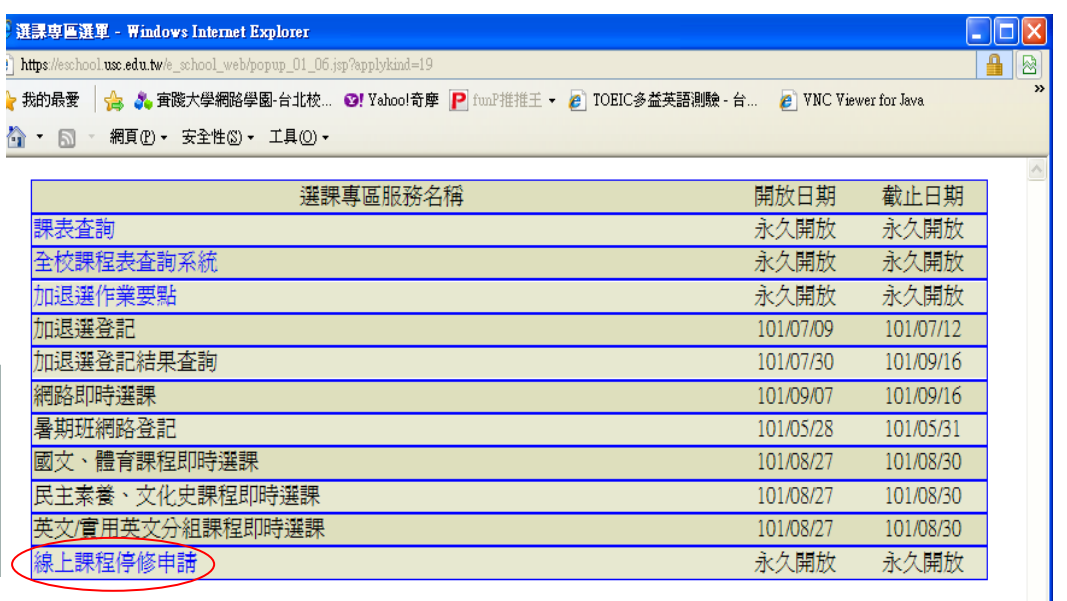 選課專區選單 - Windows Internet Explorer
https://eschool.usc.edu.tw/e_school_web/popup_01_06.jsp?applykind=19
我的最愛 實踐大學網路學園-台北校... Yahoo!奇摩 funP推推王 TOEIC多益英語測驗 - 台... VNC Viewer for Java »
網頁(P) 安全性(S) 工具(O)
選課專區服務名稱 開放日期 截止日期
課表查詢 永久開放 永久開放
全校課程表查詢系統 永久開放 永久開放
加退選作業要點 永久開放 永久開放
加退選登記 101/07/09 101/07/12
加退選登記結果查詢 101/07/30 101/09/16
網路即時選課 101/09/07 101/09/16
暑期班網路登記 101/05/28 101/05/31
國文、體育課程即時選課 101/08/27 101/08/30
民主素養、文化史課程即時選課 101/08/27 101/08/30
英文/實用英文分組課程即時選課 101/08/27 101/08/30
線上課程停修申請 永久開放 永久開放